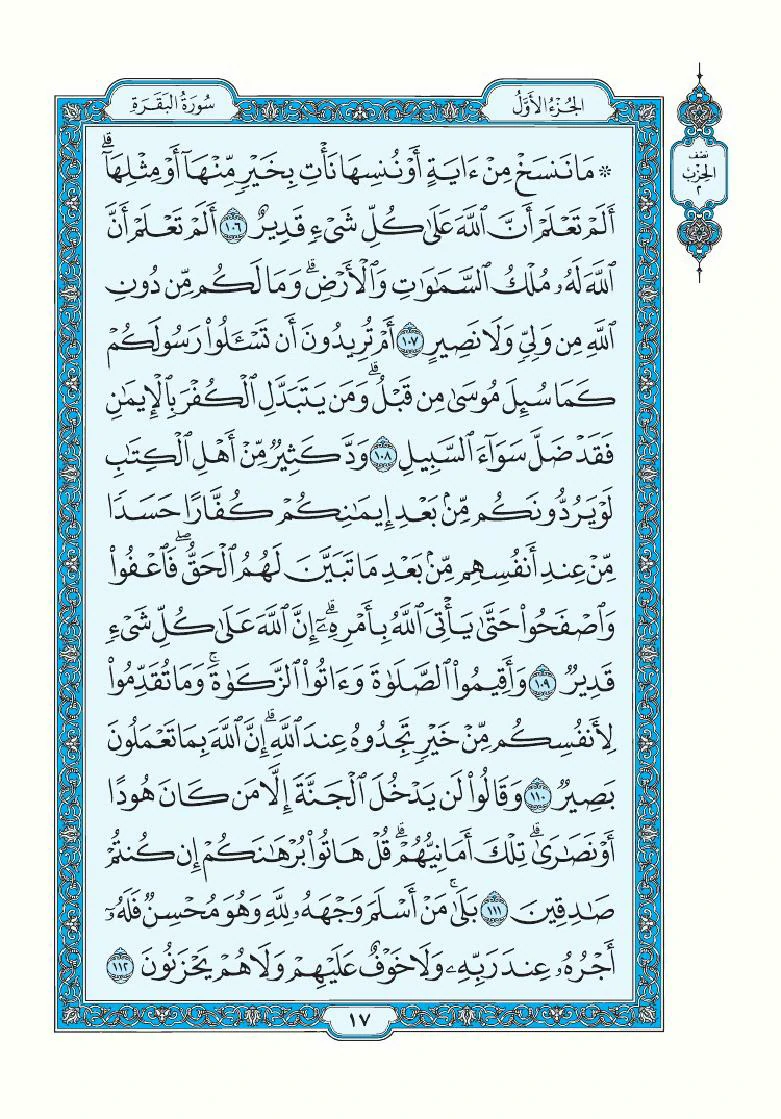 الجُزْءُ الأَوَّلُ
سُورَةُ البَقَرَةِ
نصف
الحِزْب
٢
* مَا نَنسَخۡ مِنۡ ءَايَةٍ أَوۡ نُنسِهَا نَأۡتِ بِخَيۡرٖ مِّنۡهَآ أَوۡ مِثۡلِهَآۗ
أَلَمۡ تَعۡلَمۡ أَنَّ ٱللَّهَ عَلَىٰ كُلِّ شَيۡءٖ قَدِيرٌ ١٠٦ أَلَمۡ تَعۡلَمۡ أَنَّ
ٱللَّهَ لَهُۥ مُلۡكُ ٱلسَّمَٰوَٰتِ وَٱلۡأَرۡضِۗ وَمَا لَكُم مِّن دُونِ
ٱللَّهِ مِن وَلِيّٖ وَلَا نَصِيرٍ ١٠٧ أَمۡ تُرِيدُونَ أَن تَسۡـَٔلُواْ رَسُولَكُمۡ
كَمَا سُئِلَ مُوسَىٰ مِن قَبۡلُۗ وَمَن يَتَبَدَّلِ ٱلۡكُفۡرَ بِٱلۡإِيمَٰنِ
فَقَدۡ ضَلَّ سَوَآءَ ٱلسَّبِيلِ ١٠٨ وَدَّ كَثِيرٞ مِّنۡ أَهۡلِ ٱلۡكِتَٰبِ
لَوۡ يَرُدُّونَكُم مِّنۢ بَعۡدِ إِيمَٰنِكُمۡ كُفَّارًا حَسَدٗا
مِّنۡ عِندِ أَنفُسِهِم مِّنۢ بَعۡدِ مَا تَبَيَّنَ لَهُمُ ٱلۡحَقُّۖ فَٱعۡفُواْ
وَٱصۡفَحُواْ حَتَّىٰ يَأۡتِيَ ٱللَّهُ بِأَمۡرِهِۦٓۗ إِنَّ ٱللَّهَ عَلَىٰ كُلِّ شَيۡءٖ
قَدِيرٞ ١٠٩ وَأَقِيمُواْ ٱلصَّلَوٰةَ وَءَاتُواْ ٱلزَّكَوٰةَۚ وَمَا تُقَدِّمُواْ
لِأَنفُسِكُم مِّنۡ خَيۡرٖ تَجِدُوهُ عِندَ ٱللَّهِۗ إِنَّ ٱللَّهَ بِمَا تَعۡمَلُونَ
بَصِيرٞ ١١٠ وَقَالُواْ لَن يَدۡخُلَ ٱلۡجَنَّةَ إِلَّا مَن كَانَ هُودًا
أَوۡ نَصَٰرَىٰۗ تِلۡكَ أَمَانِيُّهُمۡۗ قُلۡ هَاتُواْ بُرۡهَٰنَكُمۡ إِن كُنتُمۡ
صَٰدِقِينَ ١١١ بَلَىٰۚ مَنۡ أَسۡلَمَ وَجۡهَهُۥ لِلَّهِ وَهُوَ مُحۡسِنٞ فَلَهُۥٓ
أَجۡرُهُۥ عِندَ رَبِّهِۦ وَلَا خَوۡفٌ عَلَيۡهِمۡ وَلَا هُمۡ يَحۡزَنُونَ ١١٢
١٧